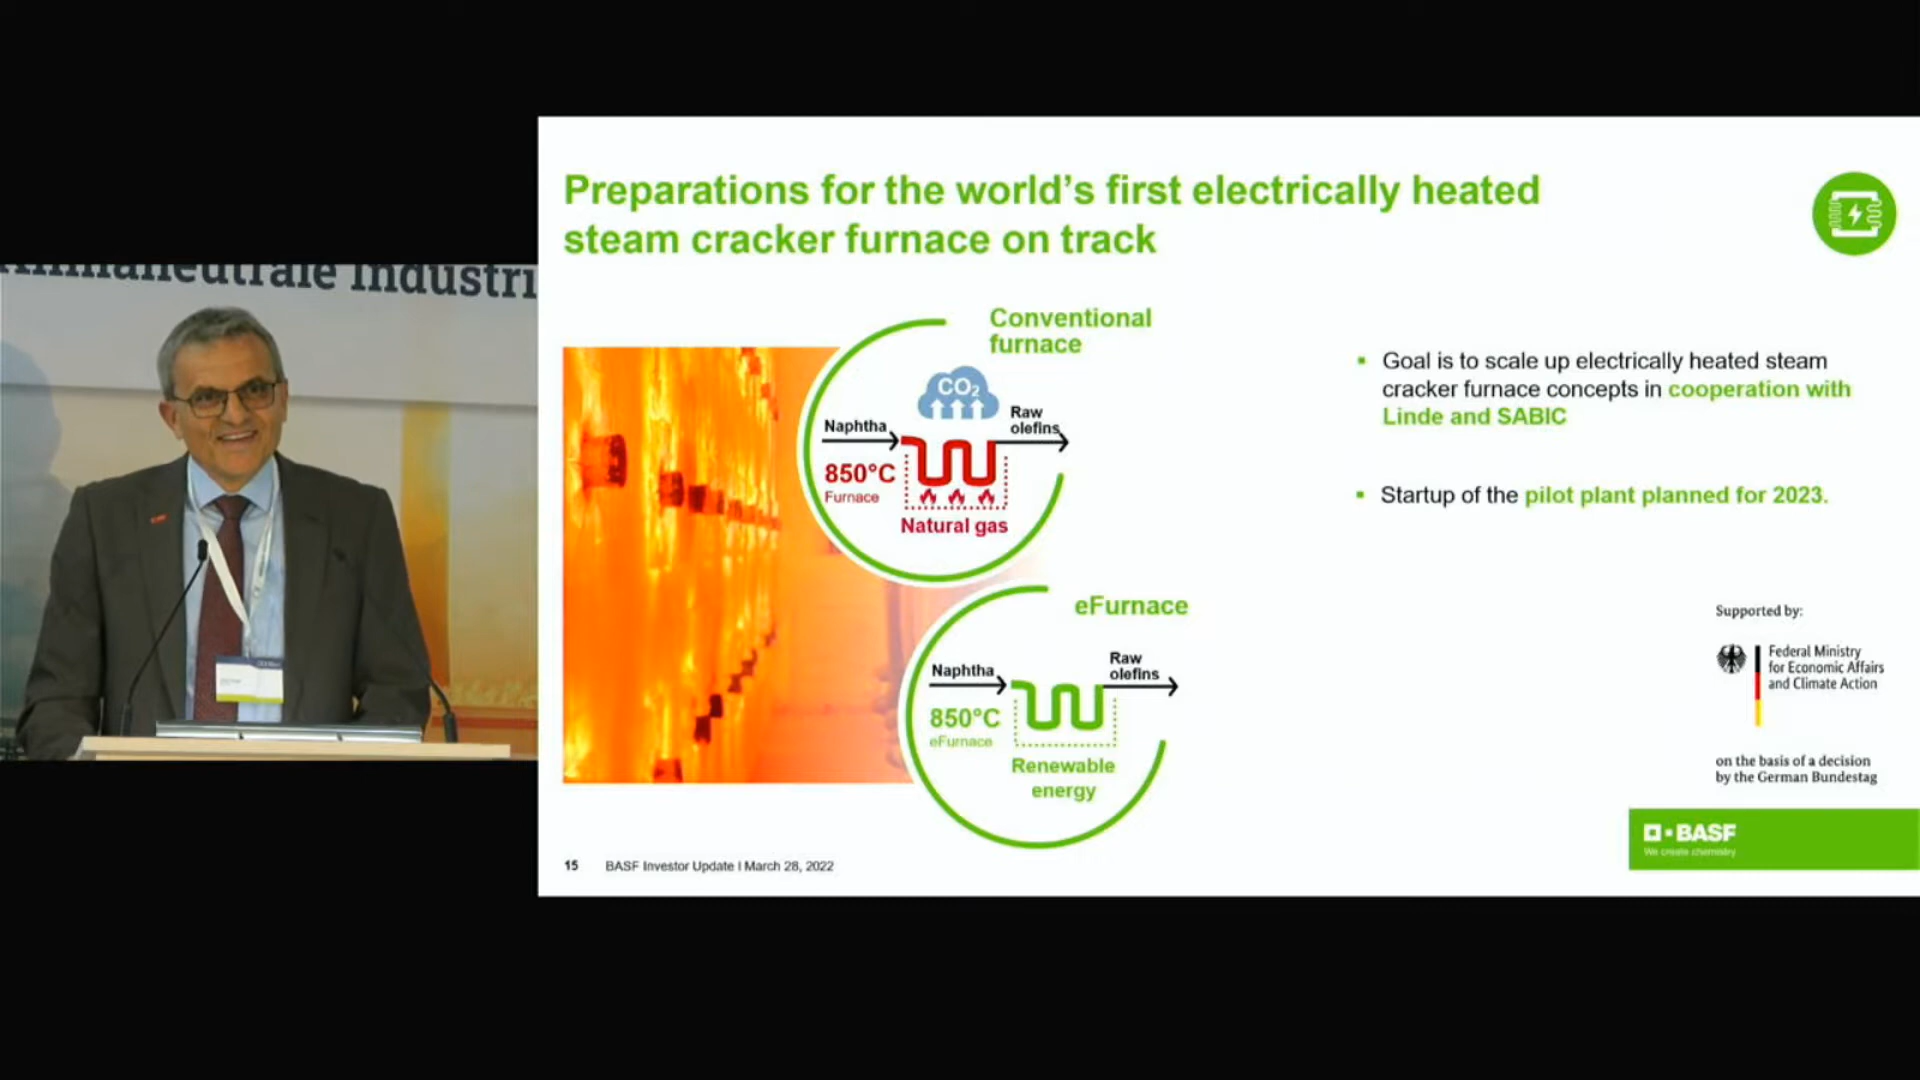 Klimaneutrale Industri
Preparations for the world's first electrically heated
steam cracker furnace on track
Conventional
furnace
CO₂
Naphtha
Raw
olefins
850°C
Furnace
Natural gas
eFurnace
Naphtha
Raw
olefins
850°C
eFurnace
Renewable
energy
▪ Goal is to scale up electrically heated steam
cracker furnace concepts in cooperation with
Linde and SABIC
▪ Startup of the pilot plant planned for 2023.
Supported by:
Federal Ministry
for Economic Affairs
and Climate Action
on the basis of a decision
by the German Bundestag
BASF
We create chemistry
15 BASF Investor Update I March 28, 2022